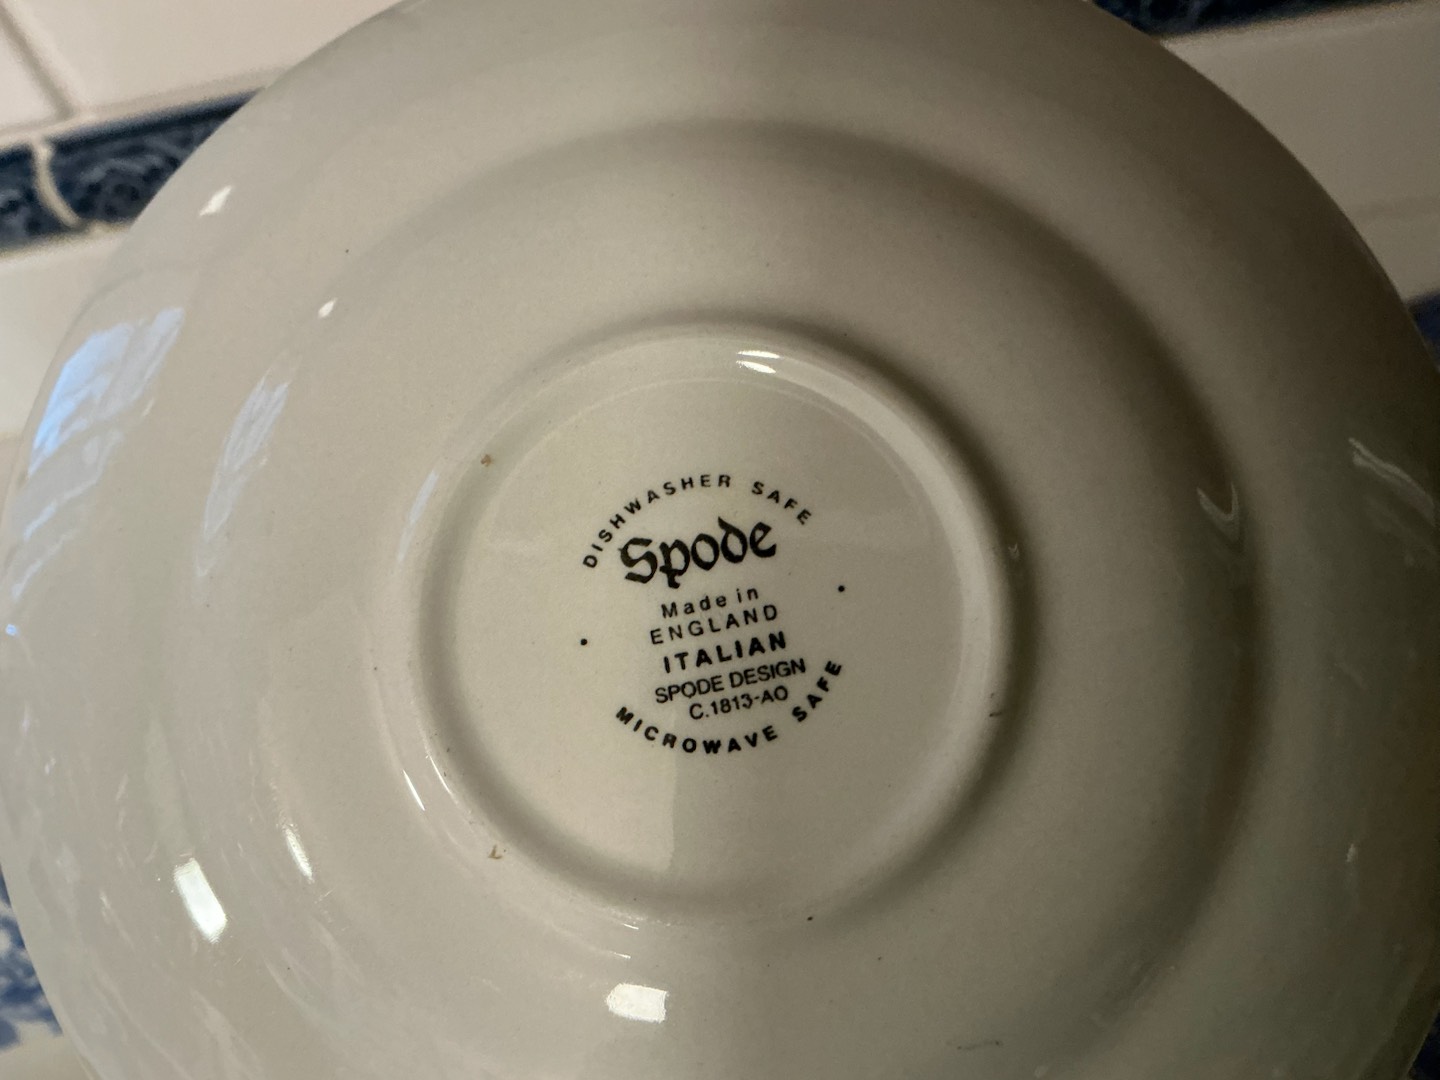 DISHWASHER SAFE
Spode
Made in
ENGLAND
ITALIAN
SPODE DESIGN
C.1813-AO
MICROWAVE SAFE